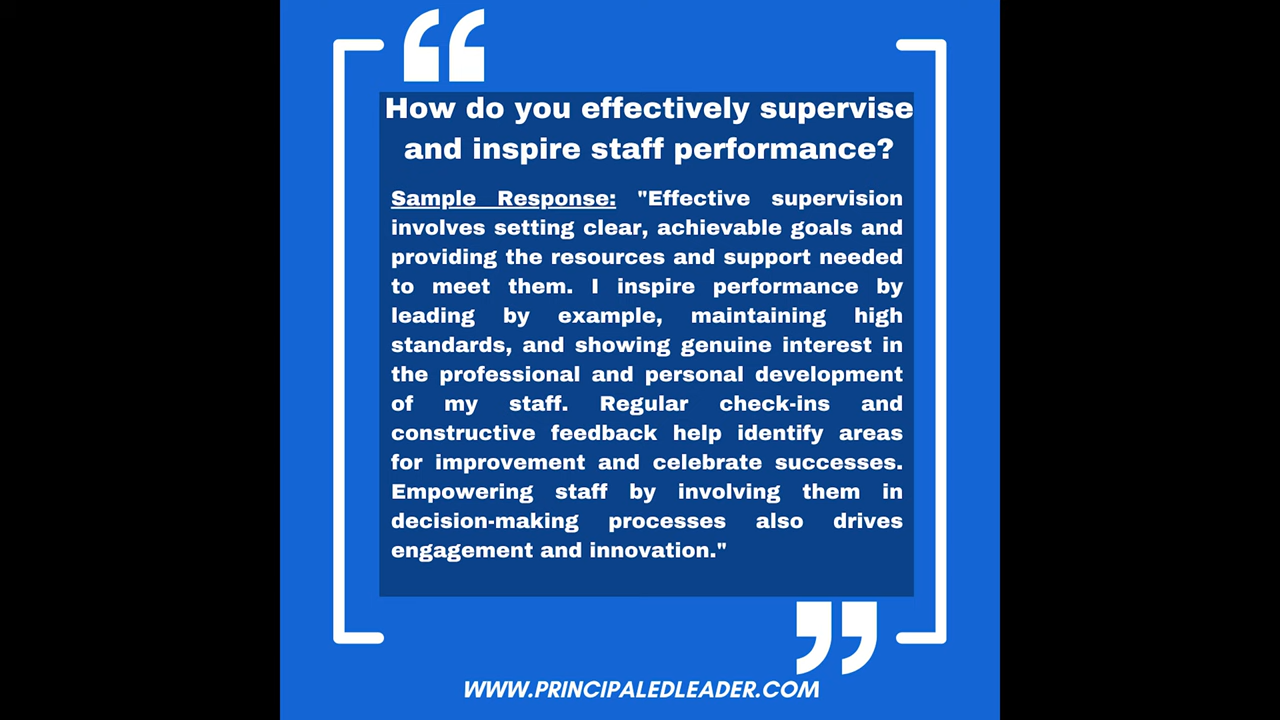 How do you effectively supervise
and inspire staff performance?
Sample Response: "Effective supervision
involves setting clear, achievable goals and
providing the resources and support needed
to meet them. I inspire performance by
leading by example, maintaining high
standards, and showing genuine interest in
the professional and personal development
of my staff. Regular check-ins and
constructive feedback help identify areas
for improvement and celebrate successes.
Empowering staff by involving them in
decision-making processes also drives
engagement and innovation."
WWW.PRINCIPALEDLEADER.COM